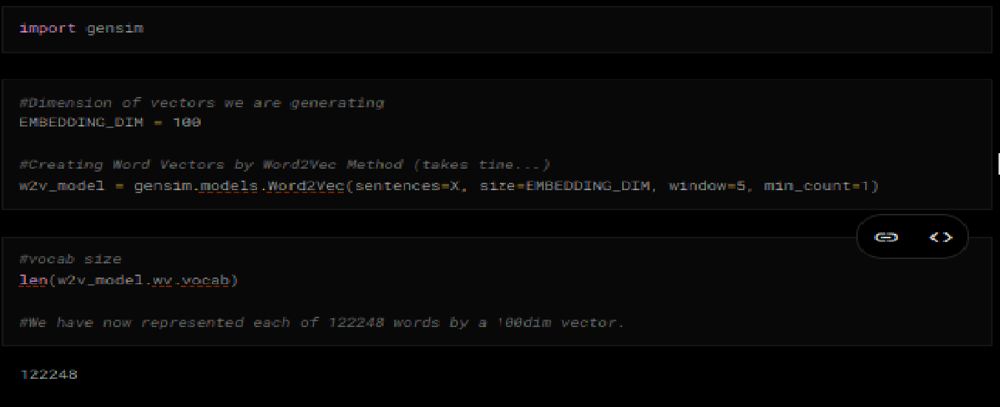 import gensim
#Dimension of vectors we are generating
EMBEDDING_DIM = 100
#Creating Word Vectors by Word2Vec Method (takes time...)
w2v_model = gensim.models.Word2Vec(sentences=X, size=EMBEDDING_DIM, window=5, min_count=1)
#vocab size
len(w2v_model.wv.vocab)
#We have now represented each of 122248 words by a 100dim vector.
122248